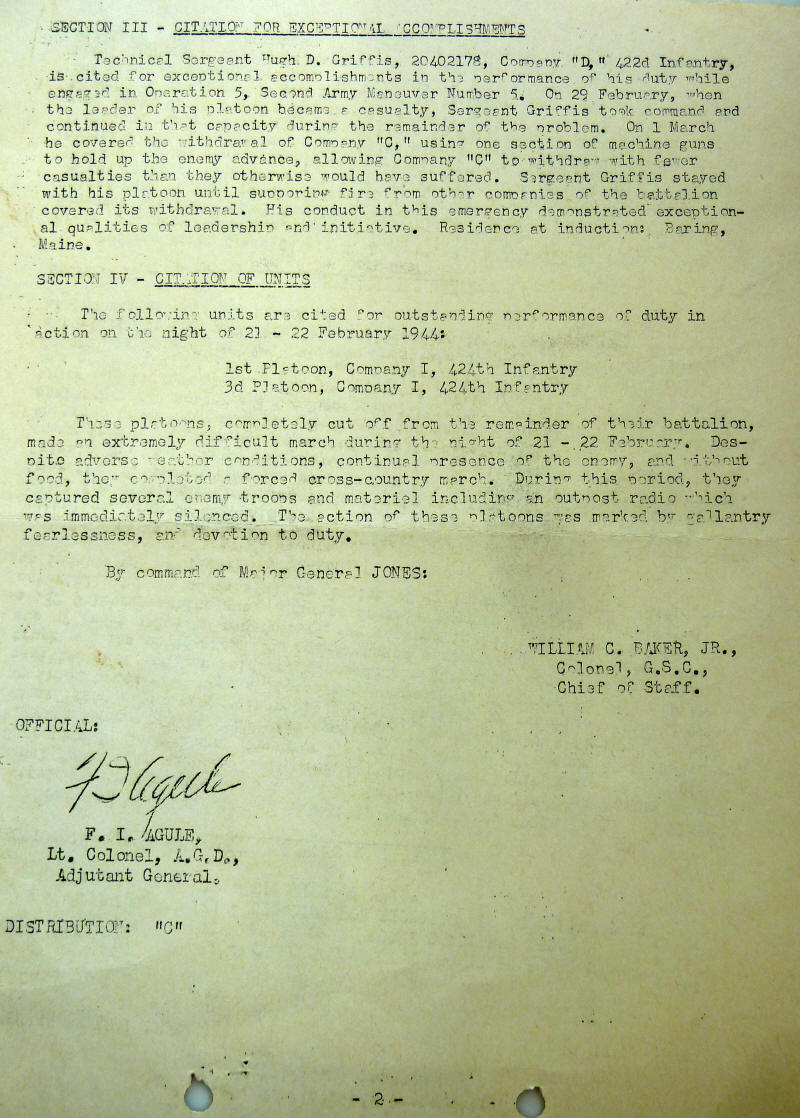 SECTION III - CITATION FOR EXCEPTIONAL ACCOMPLISHMENTS
Technical Sergeant Hugh D. Griffis, 20402178, Company "D," 422d Infantry,
is cited for exceptional accomplishments in the performance of his duty while
engaged in Operation 5, Second Army Maneuver Number 5. On 29 February, when
the leader of his platoon became a casualty, Sergeant Griffis took command and
continued in that capacity during the remainder of the problem. On 1 March
he covered the withdrawal of Company "C," using one section of machine guns
to hold up the enemy advance, allowing Company "C" to withdraw with fewer
casualties than they otherwise would have suffered. Sergeant Griffis stayed
with his platoon until supporing fire from other companies of the battalion
covered its withdrawal. His conduct in this emergency demonstrated exception-
al qualities of leadership and initiative. Residence at induction: Baring,
Maine.
SECTION IV - CITATION OF UNITS
The following units are cited for outstanding performance of duty in
action on the night of 21 - 22 February 1944:
1st Platoon, Company I, 424th Infantry
3d Platoon, Company I, 424th Infantry
These platoons, completely cut off from the remainder of their battalion,
made an extremely difficult march during the night of 21 - 22 February. Des-
pite adverse weather conditions, continual presence of the enemy, and without
food, they completed a forced cross-country march. During this period, they
captured several enemy troops and materiel including an outpost radio which
was immediately silenced. The action of these platoons was marked by gallantry
fearlessness, and devotion to duty.
By command of Major General JONES:
WILLIAM C. BAKER, JR.,
Colonel, G.S.C.,
Chief of Staff.
OFFICIAL:
F I Agule
F. I. AGULE,
Lt. Colonel, A.G.D.,
Adjutant General.
DISTRIBUTION: "C"
- 2 -